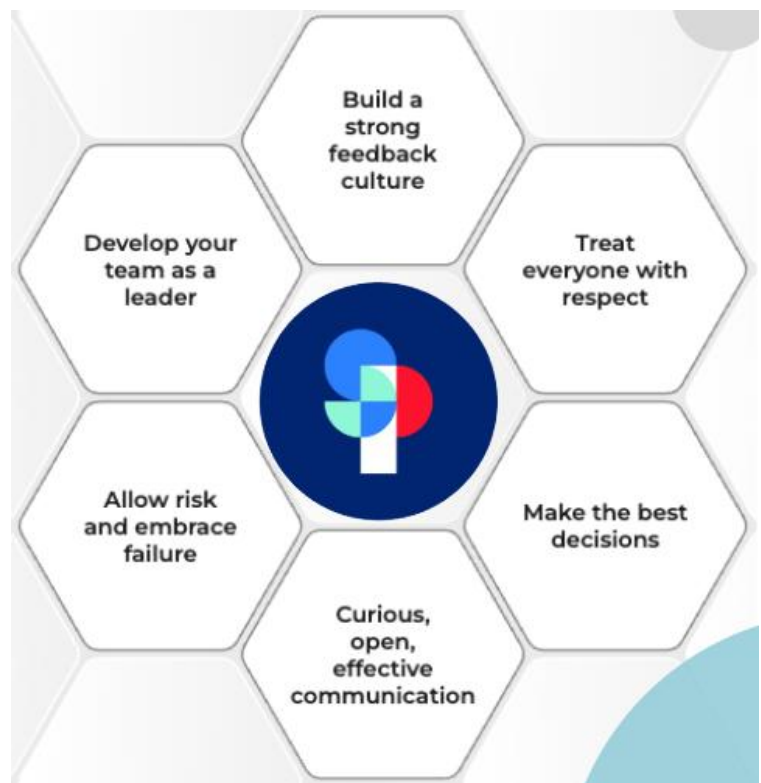 Build a
strong
feedback
culture
Develop your
team as a
leader
Treat
everyone with
respect
Allow risk
and embrace
failure
Make the best
decisions
Curious,
open,
effective
communication